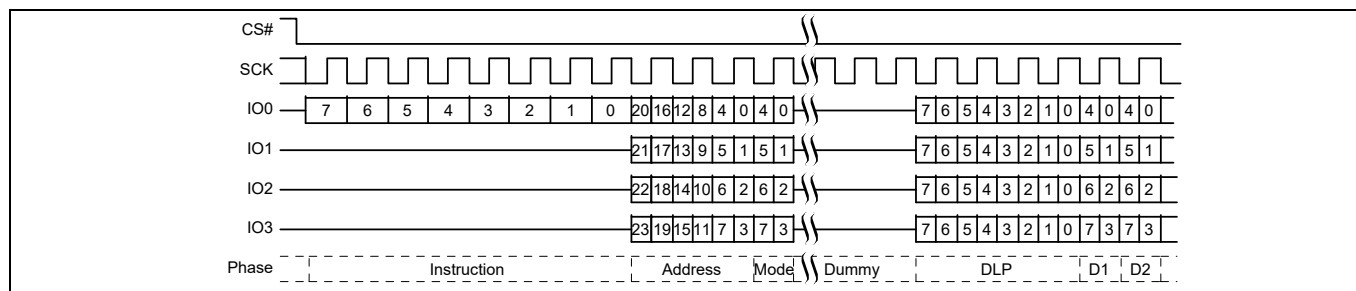 CS#
SCK
IO0 7 6 5 4 3 2 1 0 20 16 12 8 4 0 4 0 7 6 5 4 3 2 1 0 4 0 4 0
IO1 21 17 13 9 5 1 5 1 7 6 5 4 3 2 1 0 5 1 5 1
IO2 22 18 14 10 6 2 6 2 7 6 5 4 3 2 1 0 6 2 6 2
IO3 23 19 15 11 7 3 7 3 7 6 5 4 3 2 1 0 7 3 7 3
Phase Instruction Address Mode Dummy DLP D1 D2